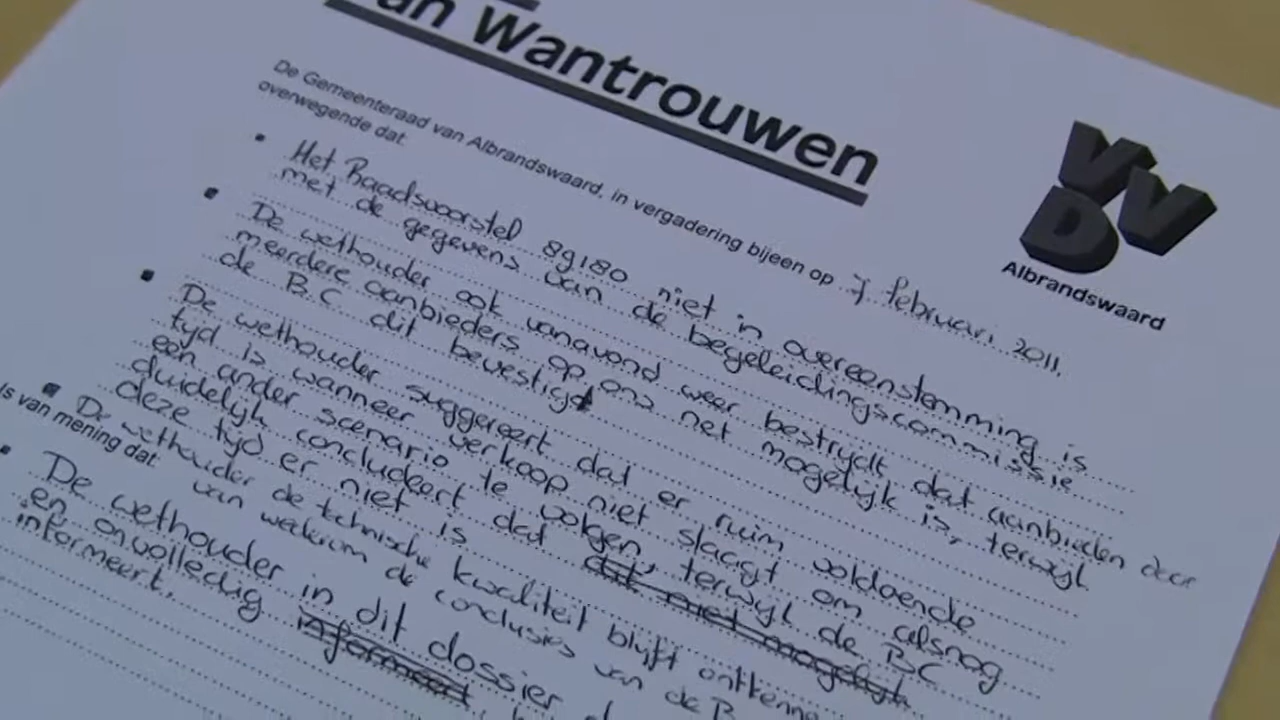 an Wantrouwen
VVD
Albrandswaard
De Gemeenteraad van Albrandswaard, in vergadering bijeen op 7 februari, 2011,
overwegende dat:
Het Raadsvoorstel 89180 niet in overeenstemming is
met de gegevens van de begeleidingscommissie
De wethouder ook vanavond weer bestrijdt dat aanbieden door
meerdere aanbieders op ons net mogelijk is, terwijl
de B.C dit bevestigt
De wethouder suggereert dat er ruim voldoende
tijd is wanneer verkoop niet slaagt om alsnog
een ander scenario te volgen, terwijl de BC
duidelijk concludeert dat dit niet mogelijk
deze tijd er niet is
De wethouder de technische kwaliteit blijft ontkenne
van de conclusies van de B
is van mening dat:
De wethouder in dit dossier
en onvolledig informeert
informeert.